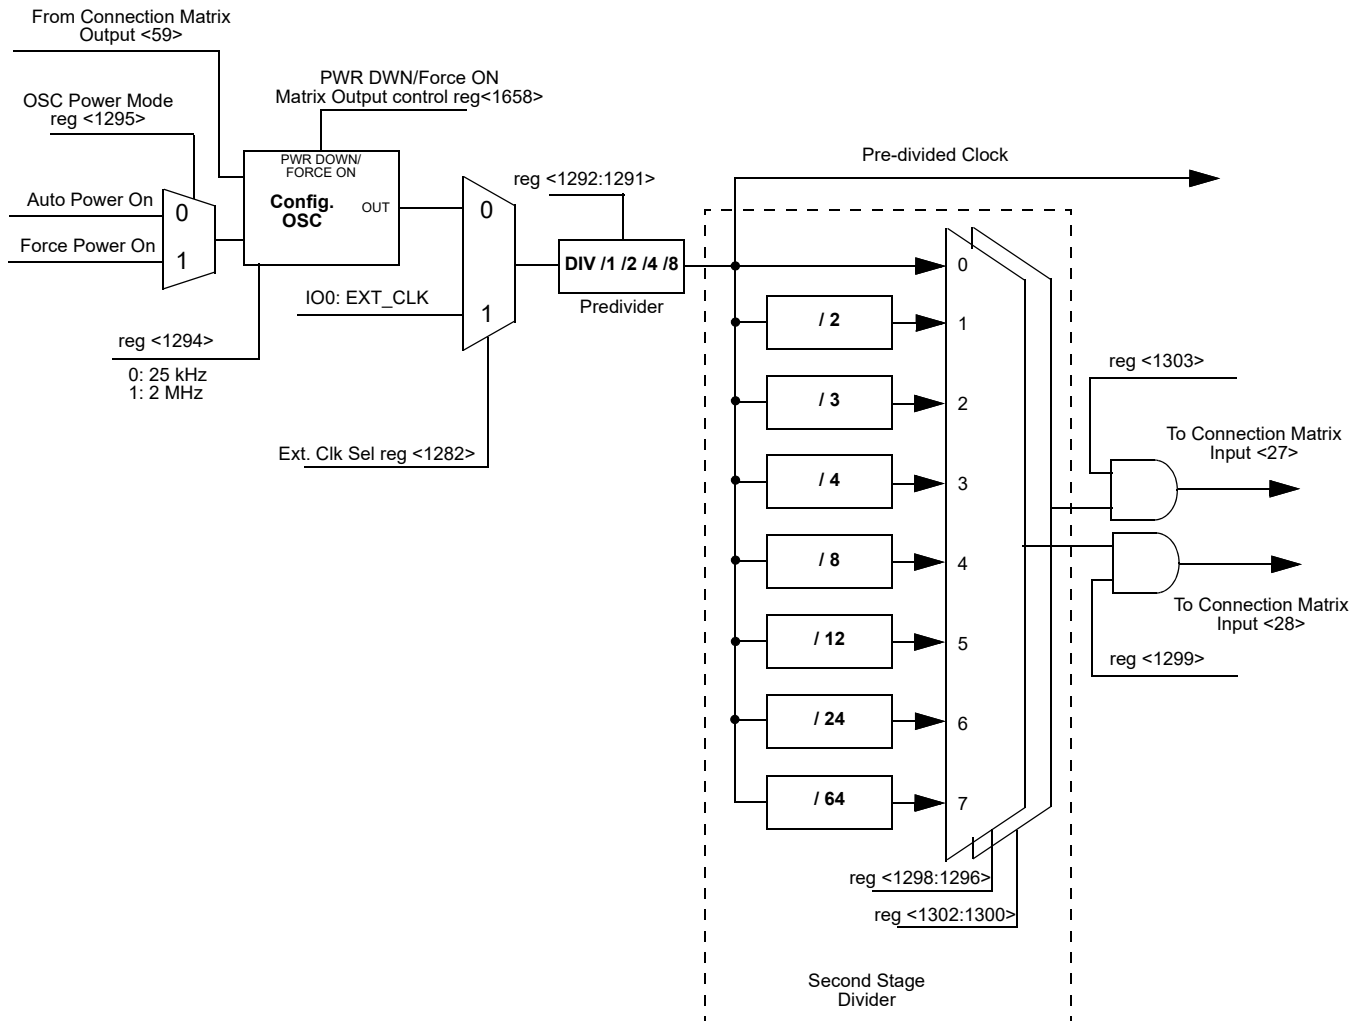 From Connection Matrix
Output <59>
PWR DWN/Force ON
Matrix Output control reg<1658>
OSC Power Mode
reg <1295>
PWR DOWN/
FORCE ON
Config.
OSC
OUT
Auto Power On
0
Force Power On
1
reg <1294>
0: 25 kHz
1: 2 MHz
0
IO0: EXT_CLK
1
Ext. Clk Sel reg <1282>
reg <1292:1291>
DIV /1 /2 /4 /8
Predivider
Pre-divided Clock
0
/ 2
1
/ 3
2
/ 4
3
/ 8
4
/ 12
5
/ 24
6
/ 64
7
reg <1298:1296>
reg <1302:1300>
Second Stage
Divider
reg <1303>
To Connection Matrix
Input <27>
To Connection Matrix
Input <28>
reg <1299>